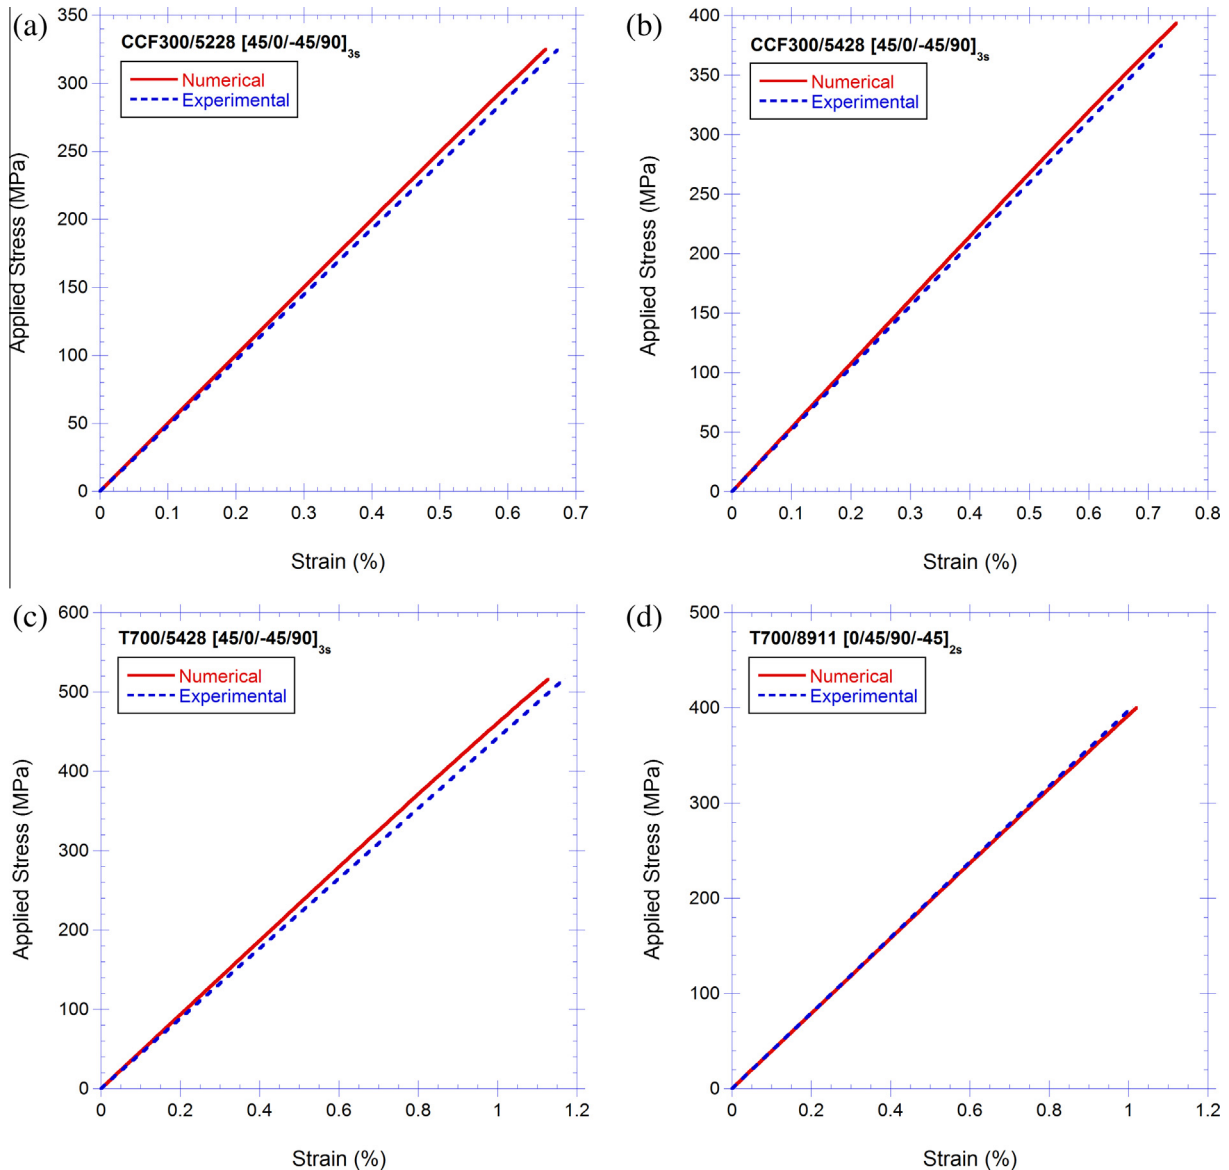 (a)
CCF300/5228 [45/0/-45/90]3s
Numerical
Experimental
Applied Stress (MPa)
350
300
250
200
150
100
50
0
0 0.1 0.2 0.3 0.4 0.5 0.6 0.7
Strain (%)
(b)
CCF300/5428 [45/0/-45/90]3s
Numerical
Experimental
Applied Stress (MPa)
400
350
300
250
200
150
100
50
0
0 0.1 0.2 0.3 0.4 0.5 0.6 0.7 0.8
Strain (%)
(c)
T700/5428 [45/0/-45/90]3s
Numerical
Experimental
Applied Stress (MPa)
600
500
400
300
200
100
0
0 0.2 0.4 0.6 0.8 1 1.2
Strain (%)
(d)
T700/8911 [0/45/90/-45]2s
Numerical
Experimental
Applied Stress (MPa)
500
400
300
200
100
0
0 0.2 0.4 0.6 0.8 1 1.2
Strain (%)